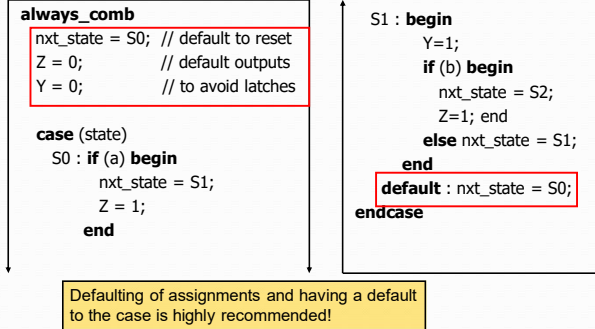 always_comb
nxt_state = S0; // default to reset
Z = 0; // default outputs
Y = 0; // to avoid latches
case (state)
S0 : if (a) begin
nxt_state = S1;
Z = 1;
end
S1 : begin
Y=1;
if (b) begin
nxt_state = S2;
Z=1; end
else nxt_state = S1;
end
default : nxt_state = S0;
endcase
Defaulting of assignments and having a default
to the case is highly recommended!